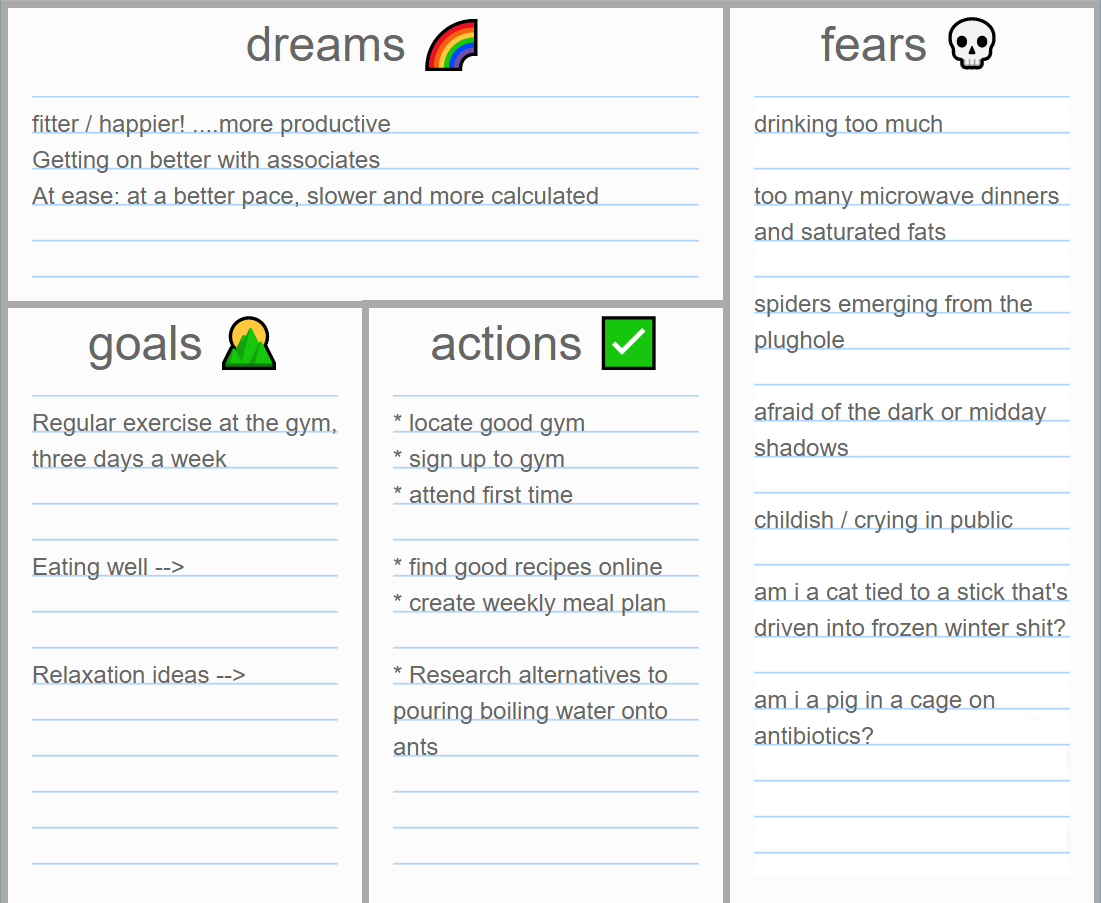 dreams
fitter / happier! ....more productive
Getting on better with associates
At ease: at a better pace, slower and more calculated
goals
Regular exercise at the gym,
three days a week
Eating well -->
Relaxation ideas -->
actions
* locate good gym
* sign up to gym
* attend first time
* find good recipes online
* create weekly meal plan
* Research alternatives to
pouring boiling water onto
ants
fears
drinking too much
too many microwave dinners
and saturated fats
spiders emerging from the
plughole
afraid of the dark or midday
shadows
childish / crying in public
am i a cat tied to a stick that's
driven into frozen winter shit?
am i a pig in a cage on
antibiotics?